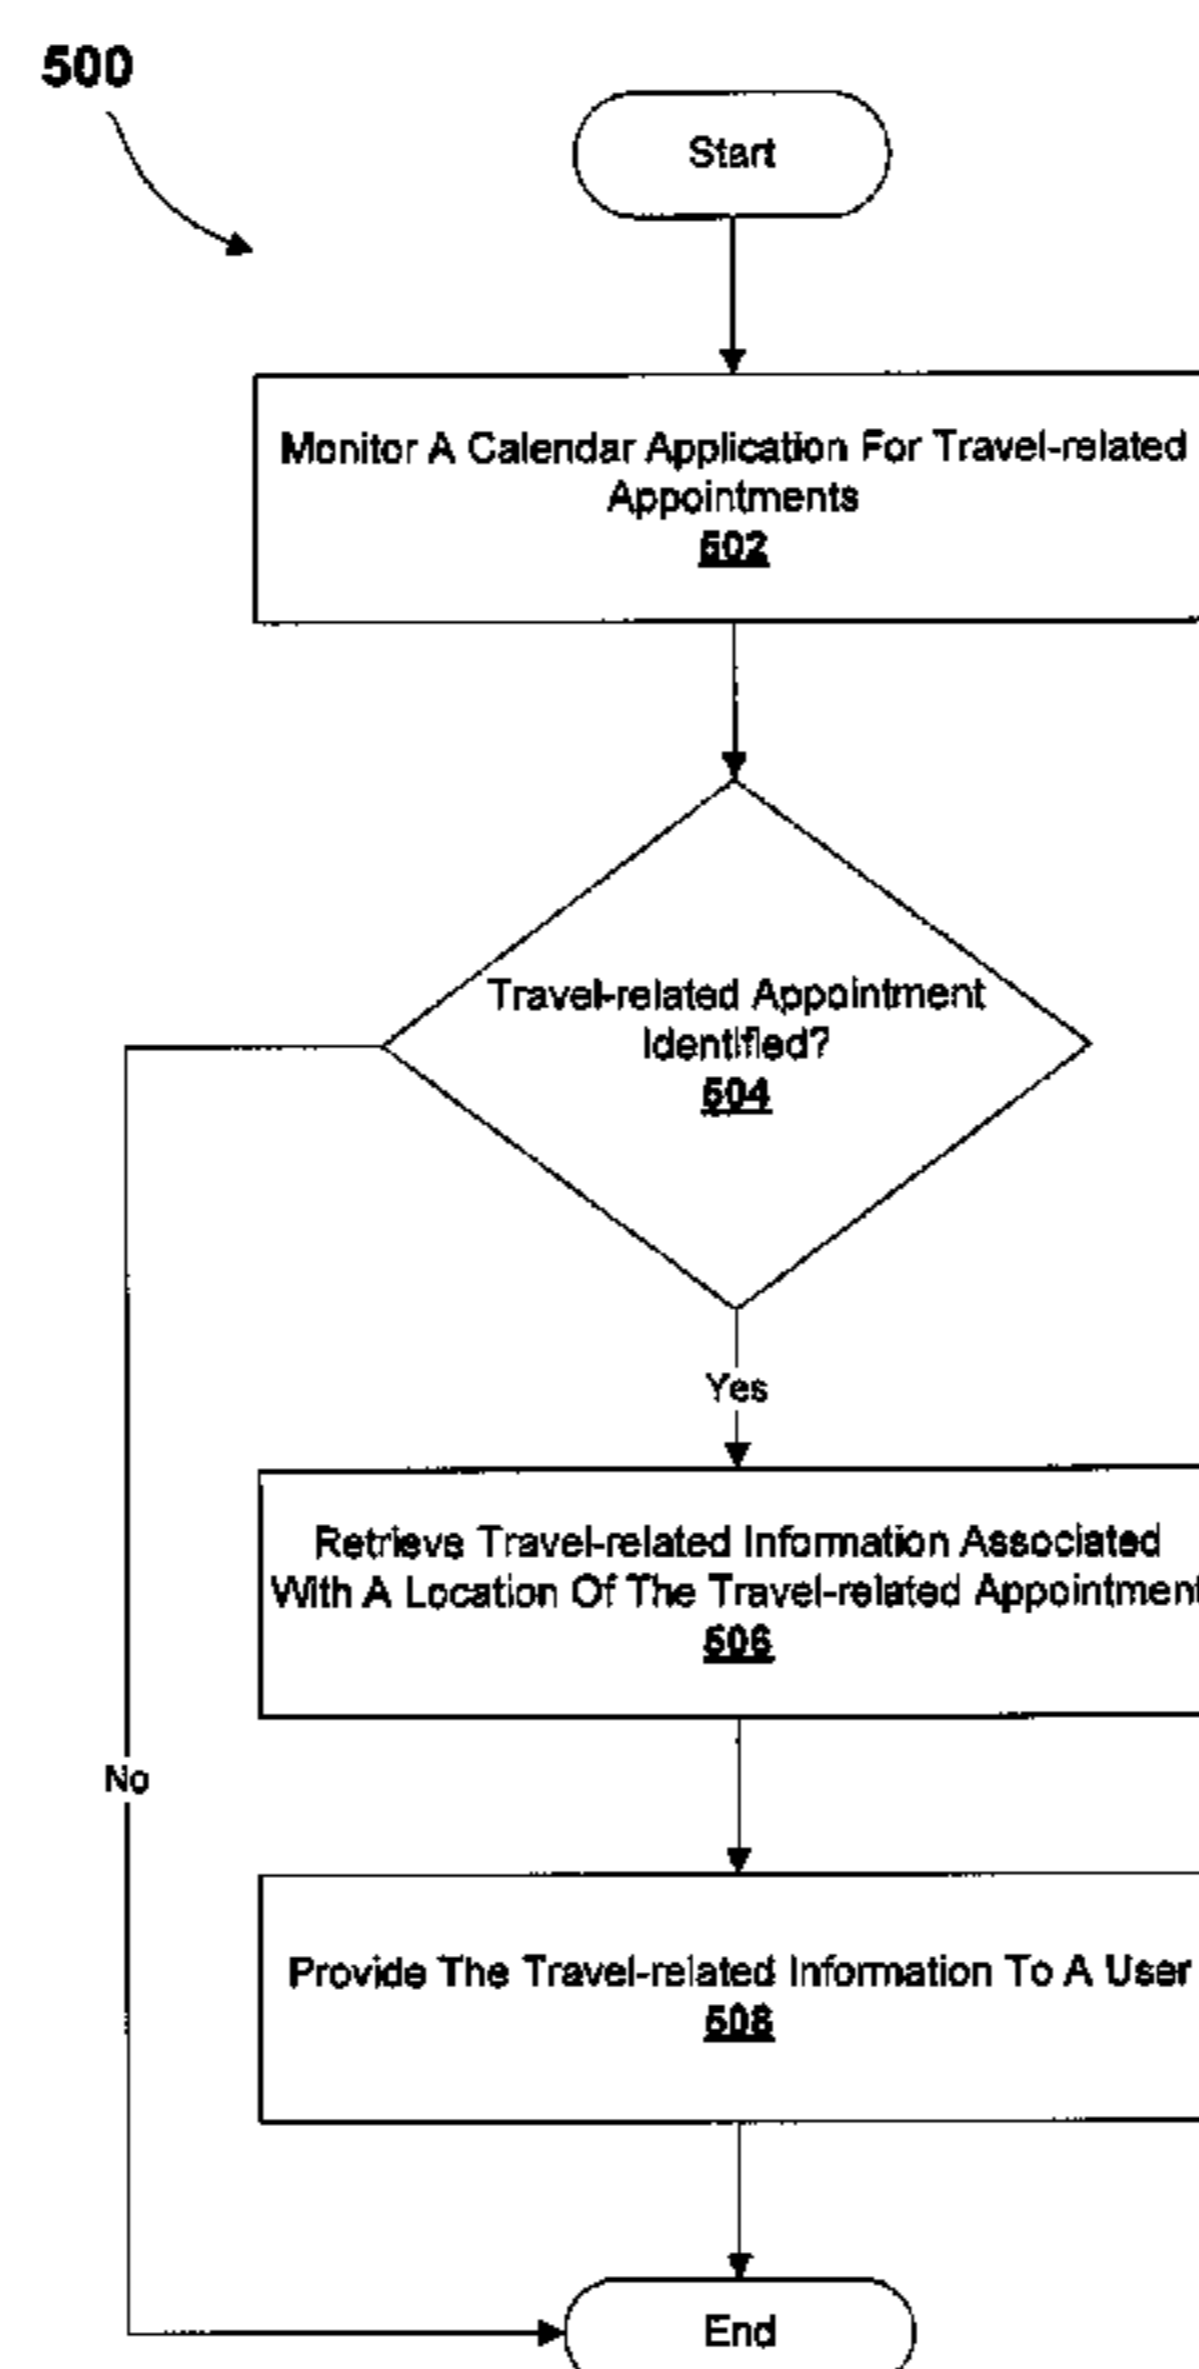 500
Start
Monitor A Calendar Application For Travel-related
Appointments
502
Travel-related Appointment
Identified?
504
Yes
Retrieve Travel-related Information Associated
With A Location Of The Travel-related Appointment
506
No
Provide The Travel-related Information To A User
508
End